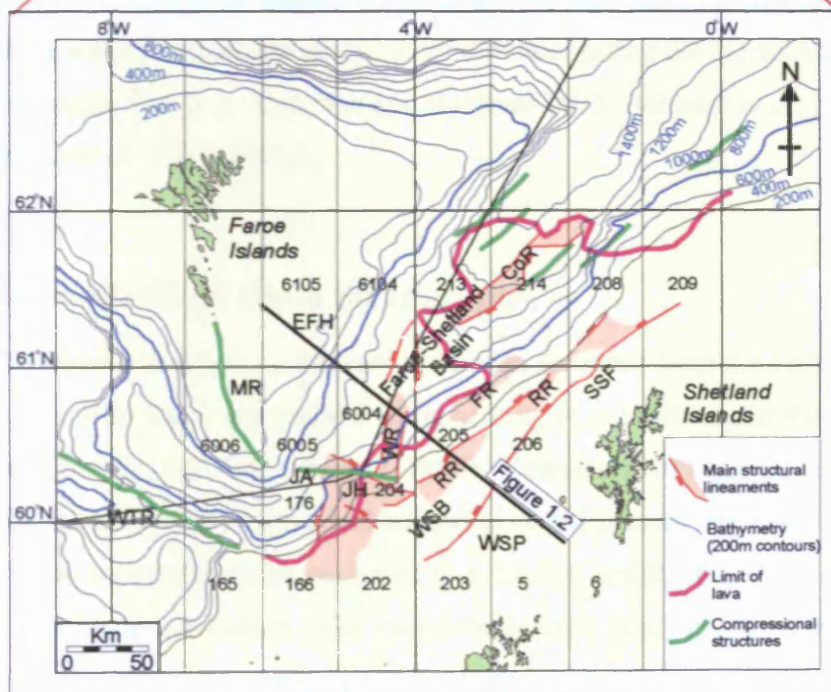 8°W
4°W
0°W
800m
400m
200m
N
1400m
1200m
1000m
800m
600m
400m
200m
62°N
Faroe
Islands
6105
6104
213
CoR
214
208
209
EFH
Faroe-Shetland
Basin
61°N
MR
6004
FR
RR
SSF
Shetland
Islands
6006
6005
WR
205
206
RR
JA
JH
204
176
Figure 1.2
60°N
WTR
WSB
WSP
165
166
202
203
5
6
Km
0
50
Main structural
lineaments
Bathymetry
(200m contours)
Limit of
lava
Compressional
structures